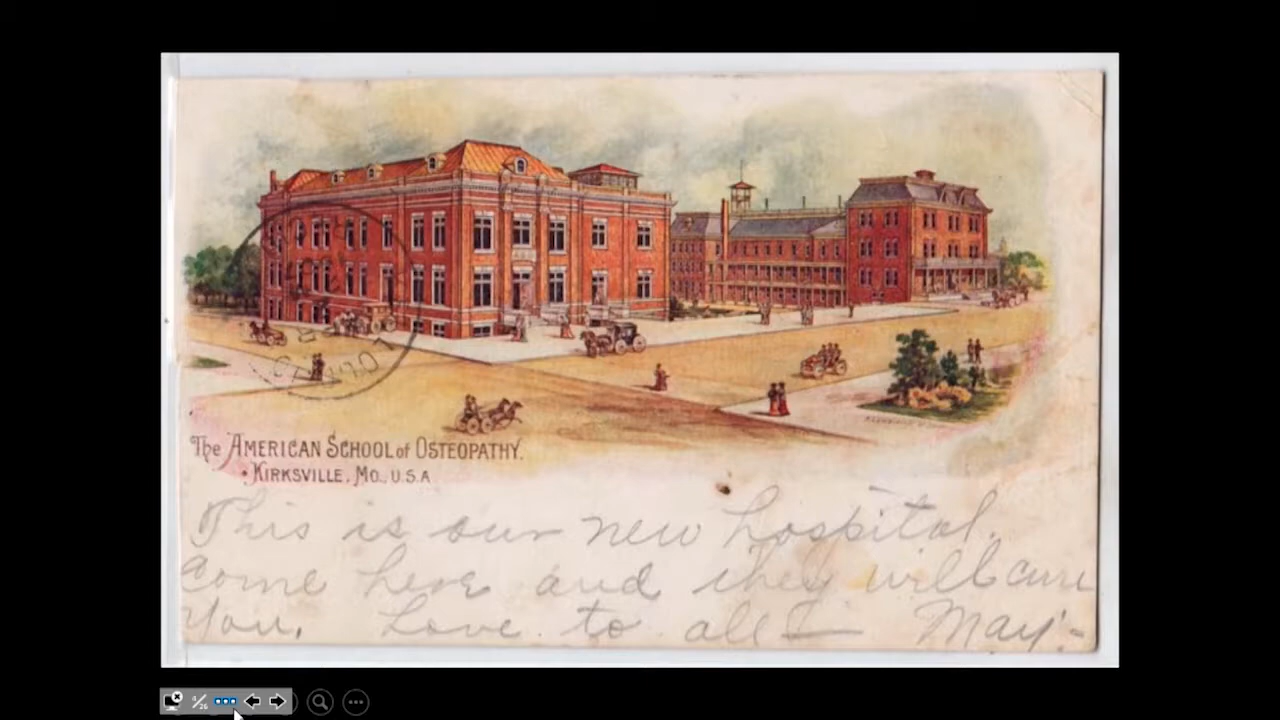 The AMERICAN SCHOOL of OSTEOPATHY.
• KIRKSVILLE, MO., U.S.A
This is our new hospital.
Come here and they will cure
You. Love to all — May -